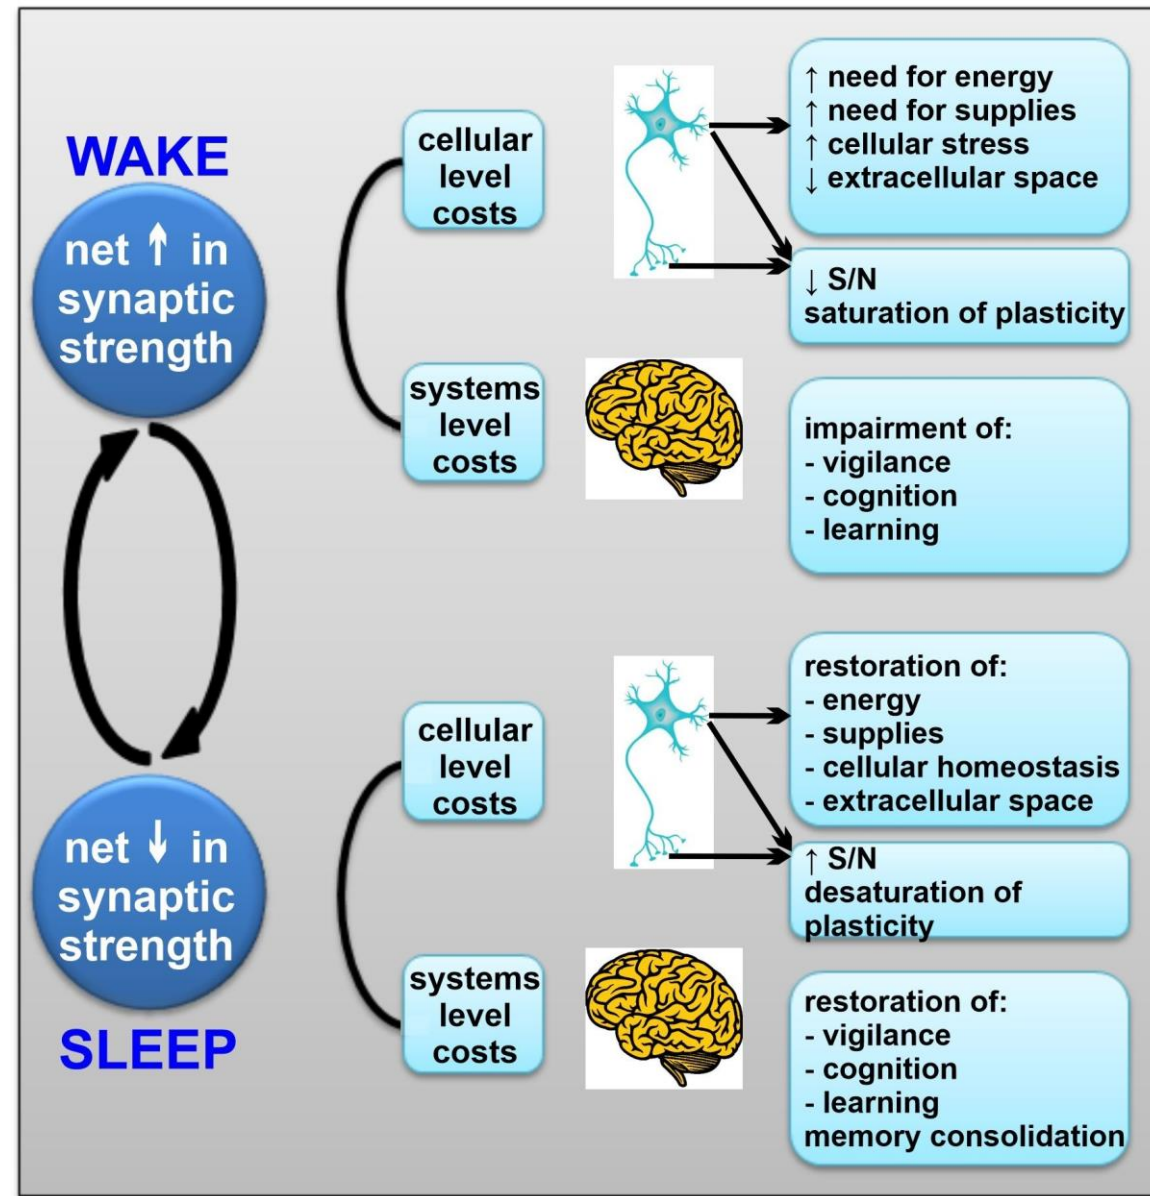 WAKE
net ↑ in
synaptic
strength
cellular
level
costs
↑ need for energy
↑ need for supplies
↑ cellular stress
↓ extracellular space
↓ S/N
saturation of plasticity
systems
level
costs
impairment of:
- vigilance
- cognition
- learning
net ↓ in
synaptic
strength
SLEEP
cellular
level
costs
restoration of:
- energy
- supplies
- cellular homeostasis
- extracellular space
↑ S/N
desaturation of
plasticity
systems
level
costs
restoration of:
- vigilance
- cognition
- learning
memory consolidation